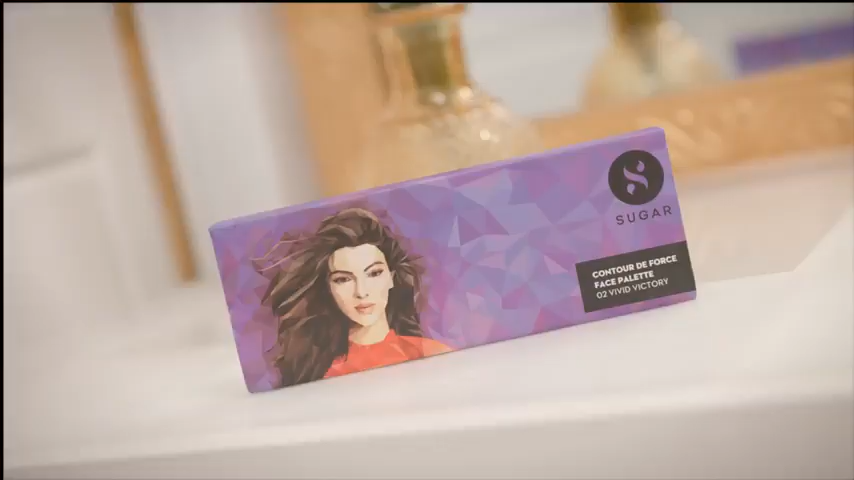 SUGAR
CONTOUR DE FORCE
FACE PALETTE
02 VIVID VICTORY